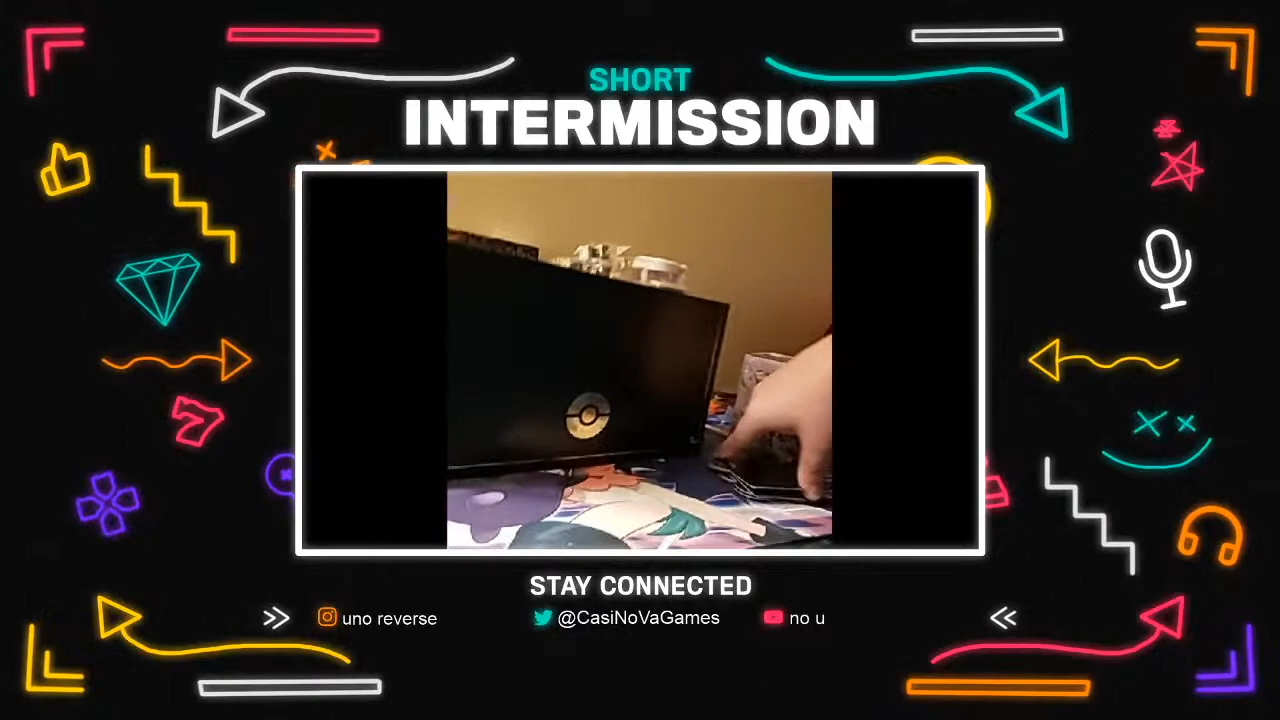 SHORT
INTERMISSION
STAY CONNECTED
uno reverse
@CasiNoVaGames
no u